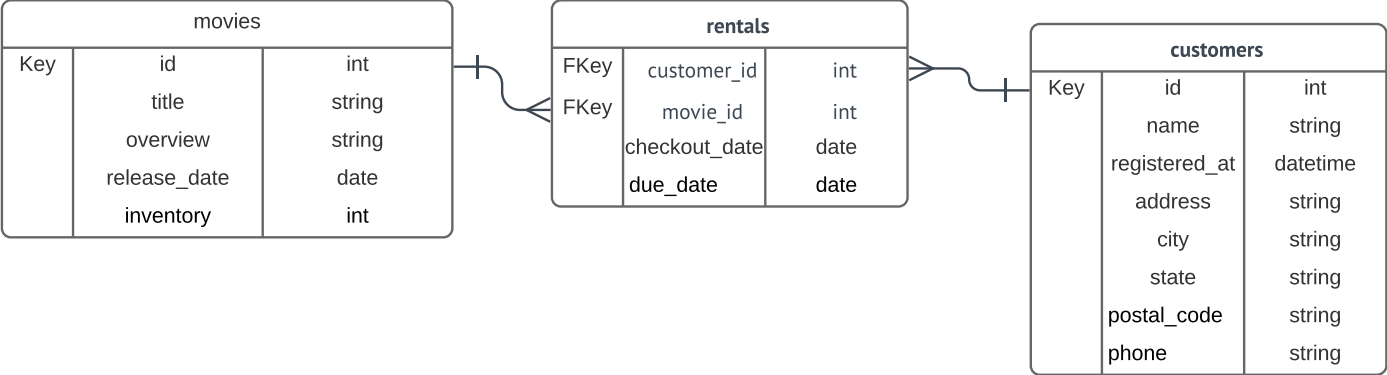 movies
Key id int
title string
overview string
release_date date
inventory int
rentals
FKey customer_id int
FKey movie_id int
checkout_date date
due_date date
customers
Key id int
name string
registered_at datetime
address string
city string
state string
postal_code string
phone string